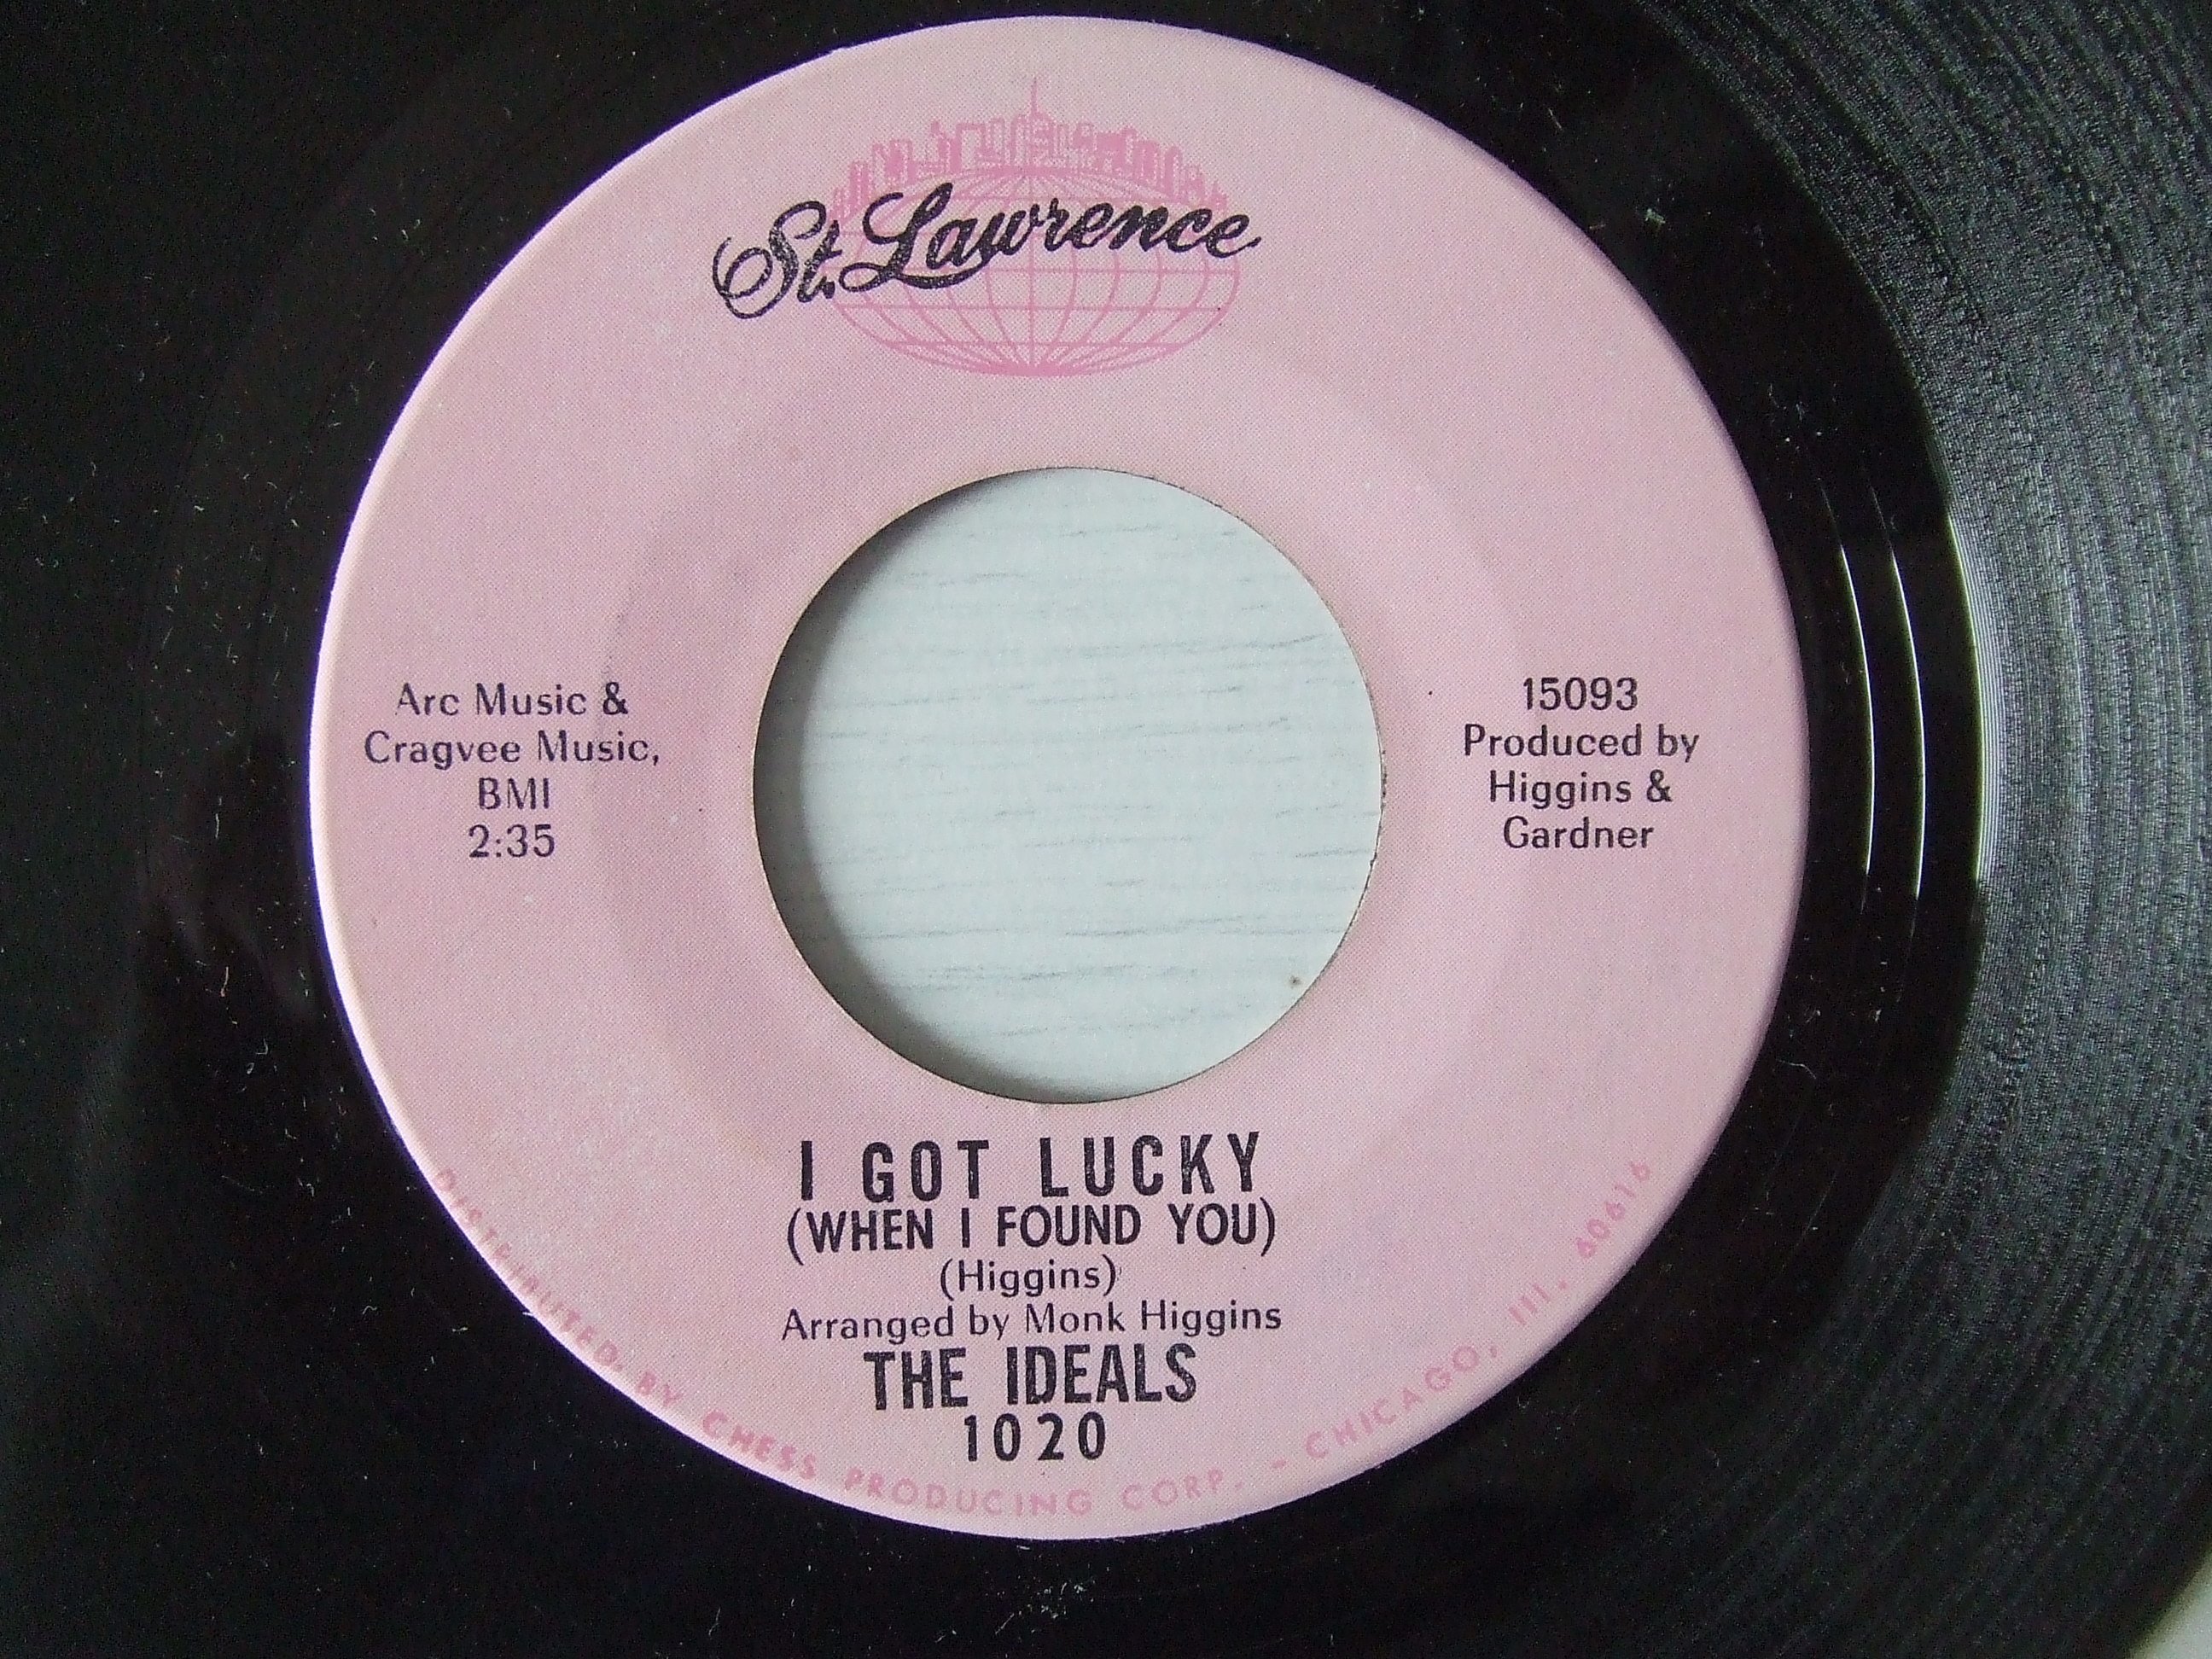 St. Lawrence
Arc Music &
Cragvee Music,
BMI
2:35
15093
Produced by
Higgins &
Gardner
I GOT LUCKY
(WHEN I FOUND YOU)
(Higgins)
Arranged by Monk Higgins
THE IDEALS
1020
DISTRIBUTED BY CHESS PRODUCING CORP. - CHICAGO, Ill. 60616